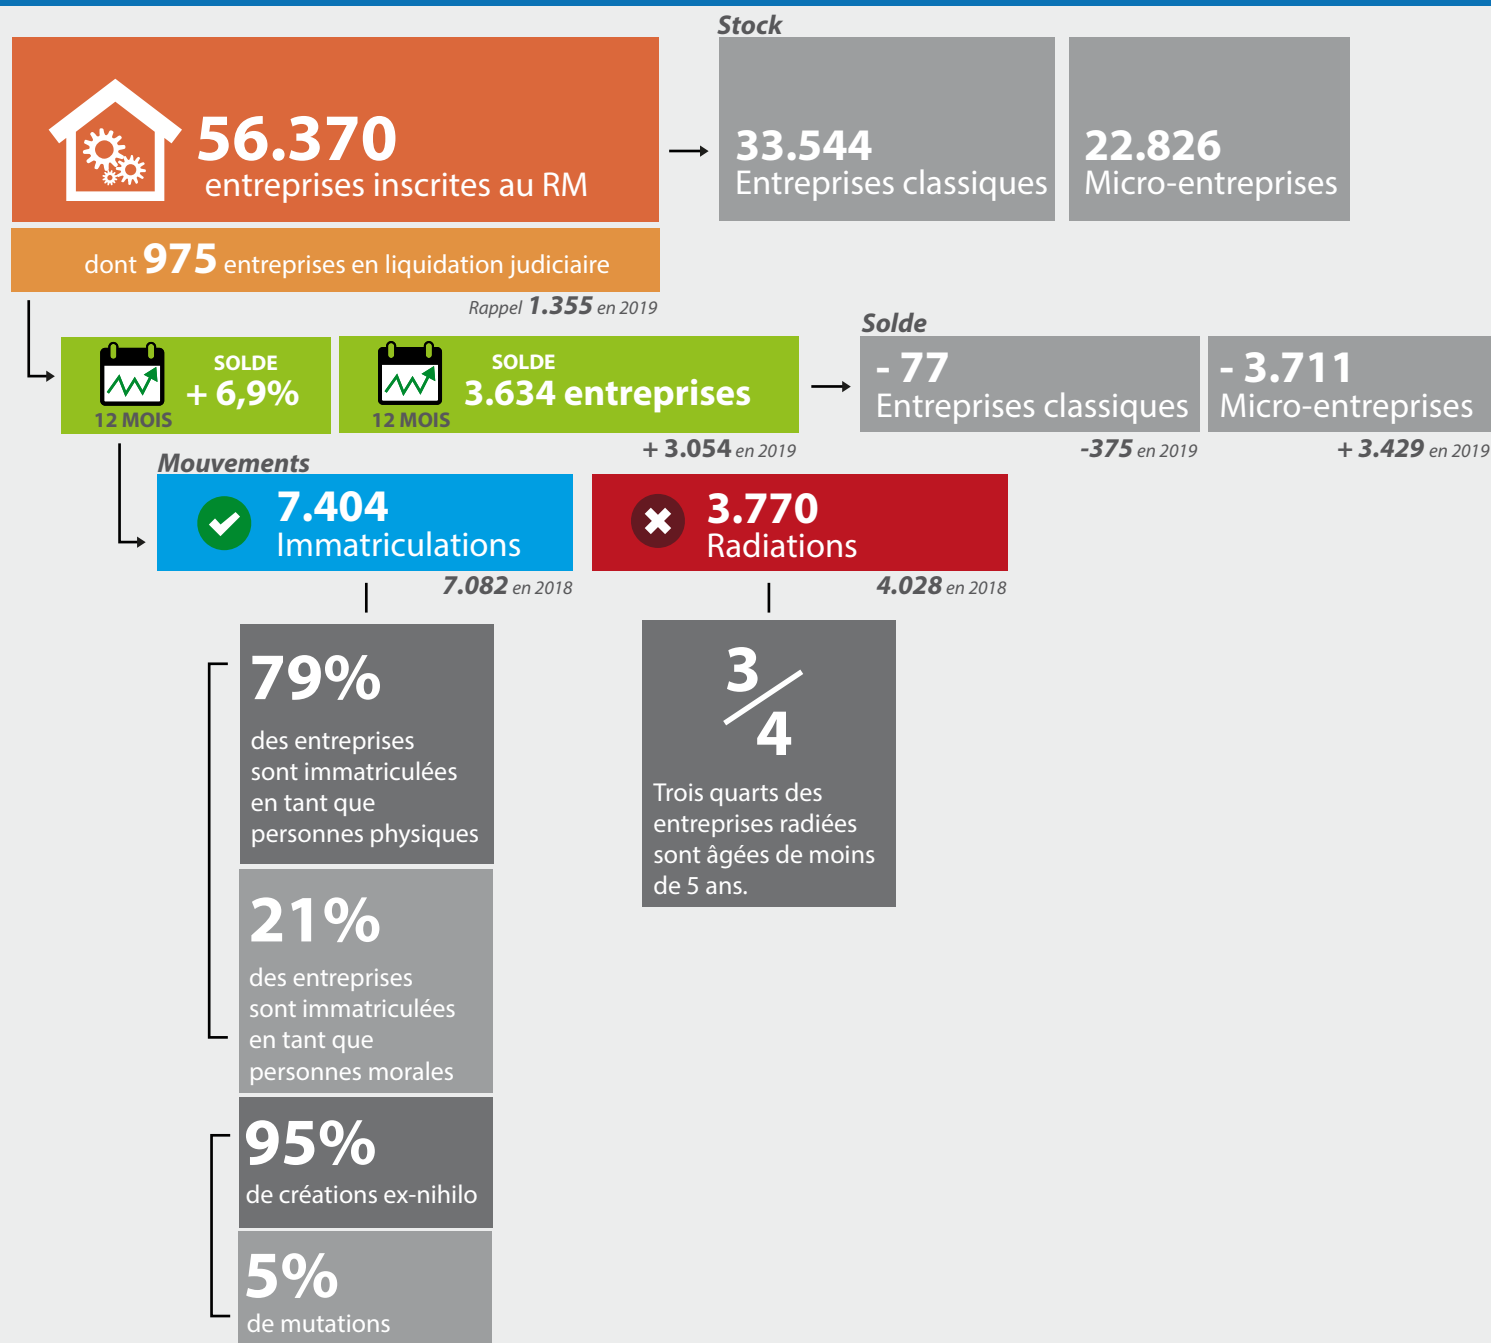 Stock
56.370
entreprises inscrites au RM
33.544
Entreprises classiques
22.826
Micro-entreprises
dont 975 entreprises en liquidation judiciaire
Rappel 1.355 en 2019
SOLDE
+ 6,9%
12 MOIS
SOLDE
3.634 entreprises
12 MOIS
+ 3.054 en 2019
Solde
- 77
Entreprises classiques
-375 en 2019
- 3.711
Micro-entreprises
+ 3.429 en 2019
Mouvements
7.404
Immatriculations
7.082 en 2018
3.770
Radiations
4.028 en 2018
79%
des entreprises
sont immatriculées
en tant que
personnes physiques
21%
des entreprises
sont immatriculées
en tant que
personnes morales
95%
de créations ex-nihilo
5%
de mutations
3
4
Trois quarts des
entreprises radiées
sont âgées de moins
de 5 ans.